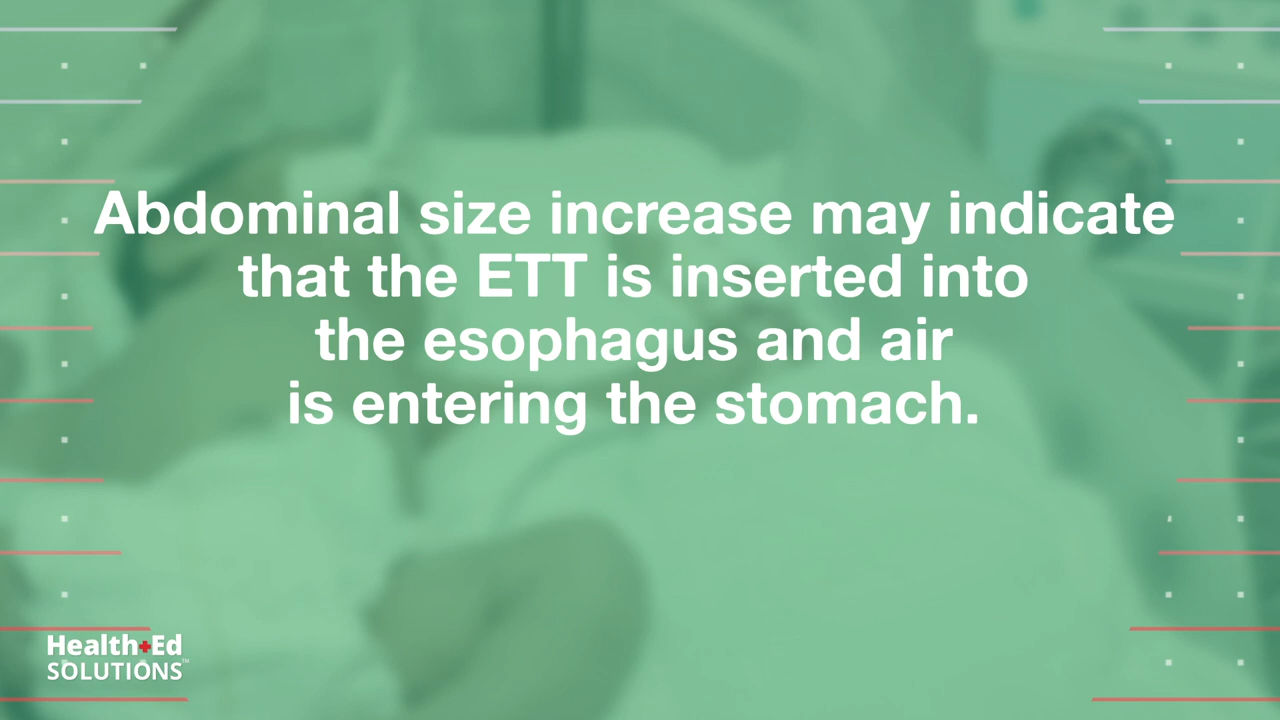 Abdominal size increase may indicate
that the ETT is inserted into
the esophagus and air
is entering the stomach.
Health+Ed
SOLUTIONS™